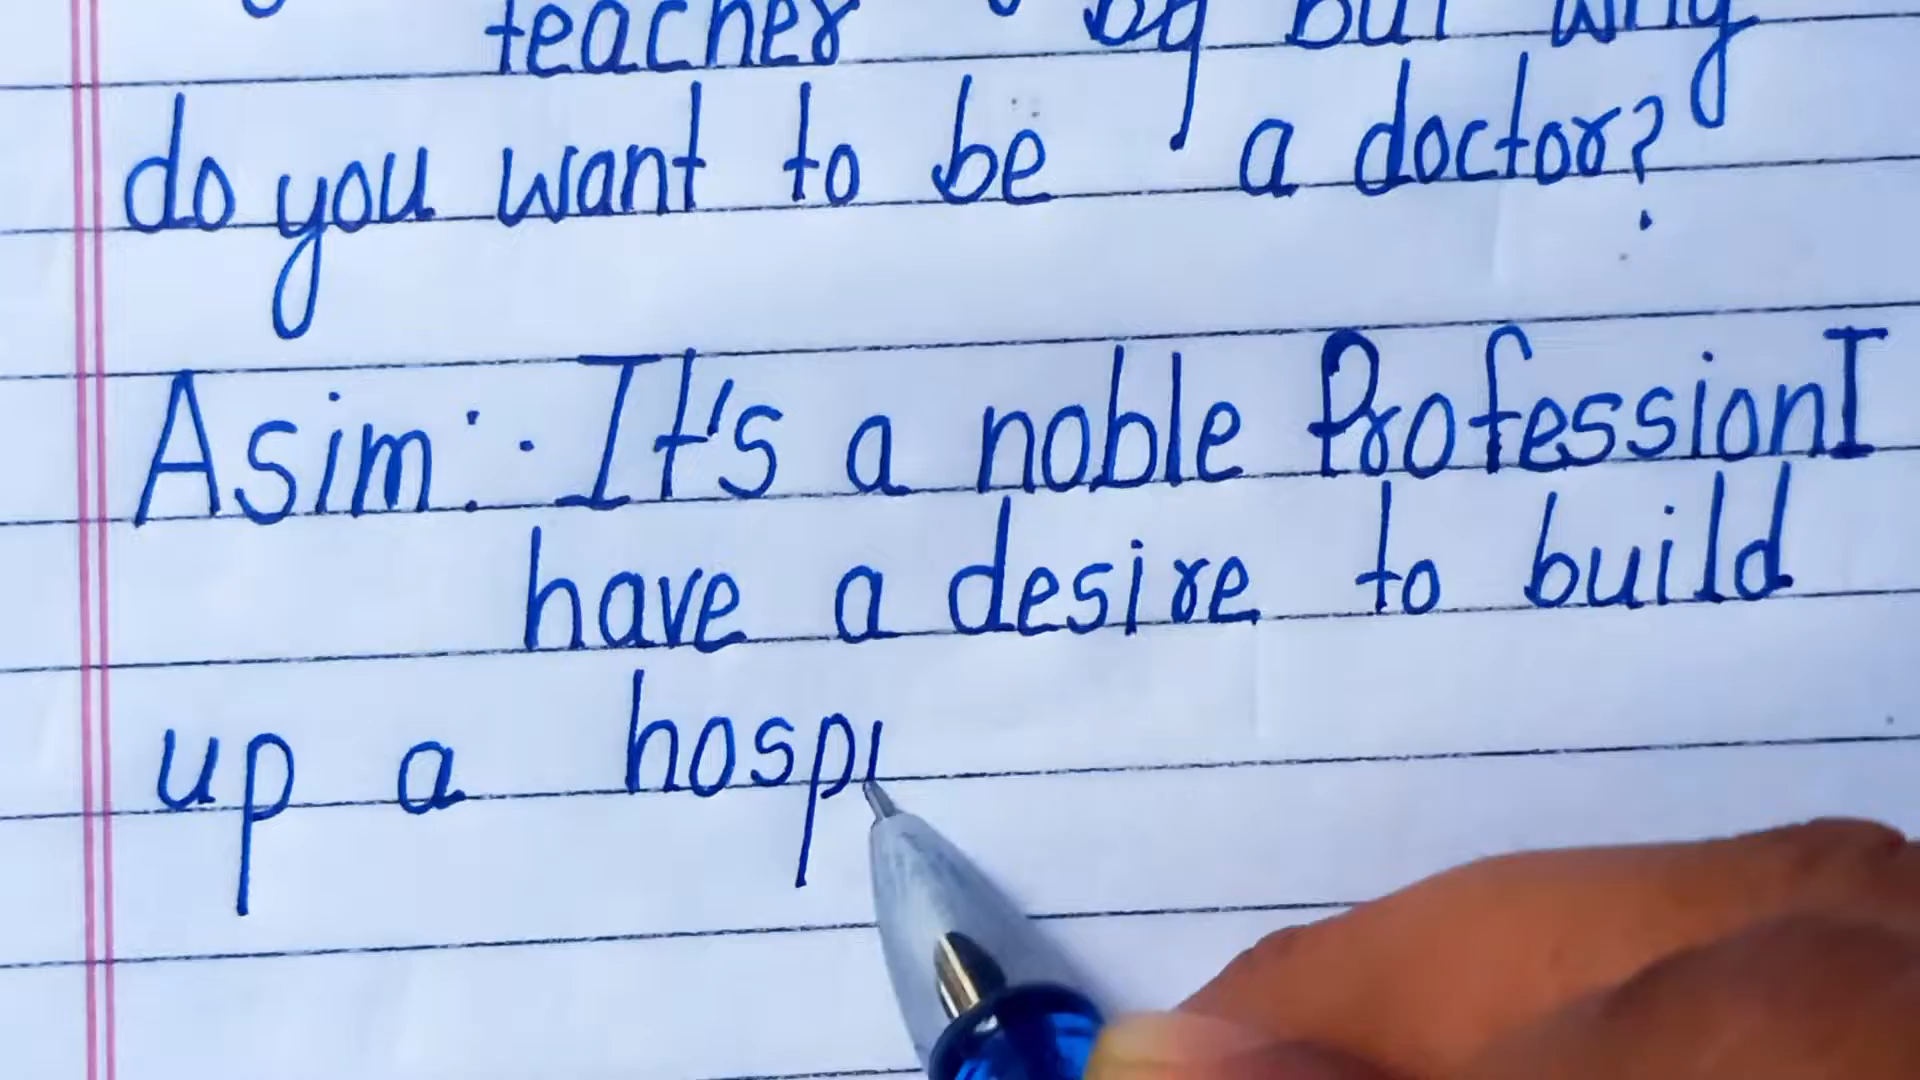 teacher by but why
do you want to be a doctor?
Asim: It's a noble Profession I
have a desire to build
up a hospi